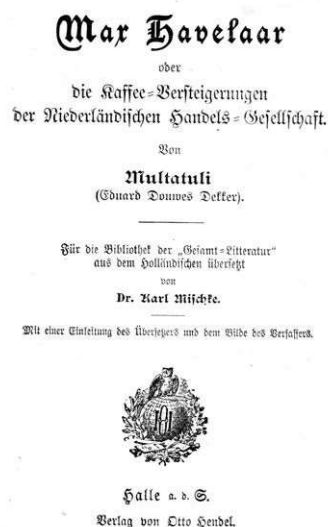 Max Havelaar
oder
die Kaffee=Versteigerungen
der Niederländischen Handels=Gesellschaft.
Von
Multatuli
(Eduard Douwes Dekker).
Für die Bibliothek der „Gesamt=Litteratur“
aus dem Holländischen übersetzt
von
Dr. Karl Mischke.
Mit einer Einleitung des Übersetzers und dem Bilde des Verfassers.
Halle a. d. S.
Verlag von Otto Hendel.